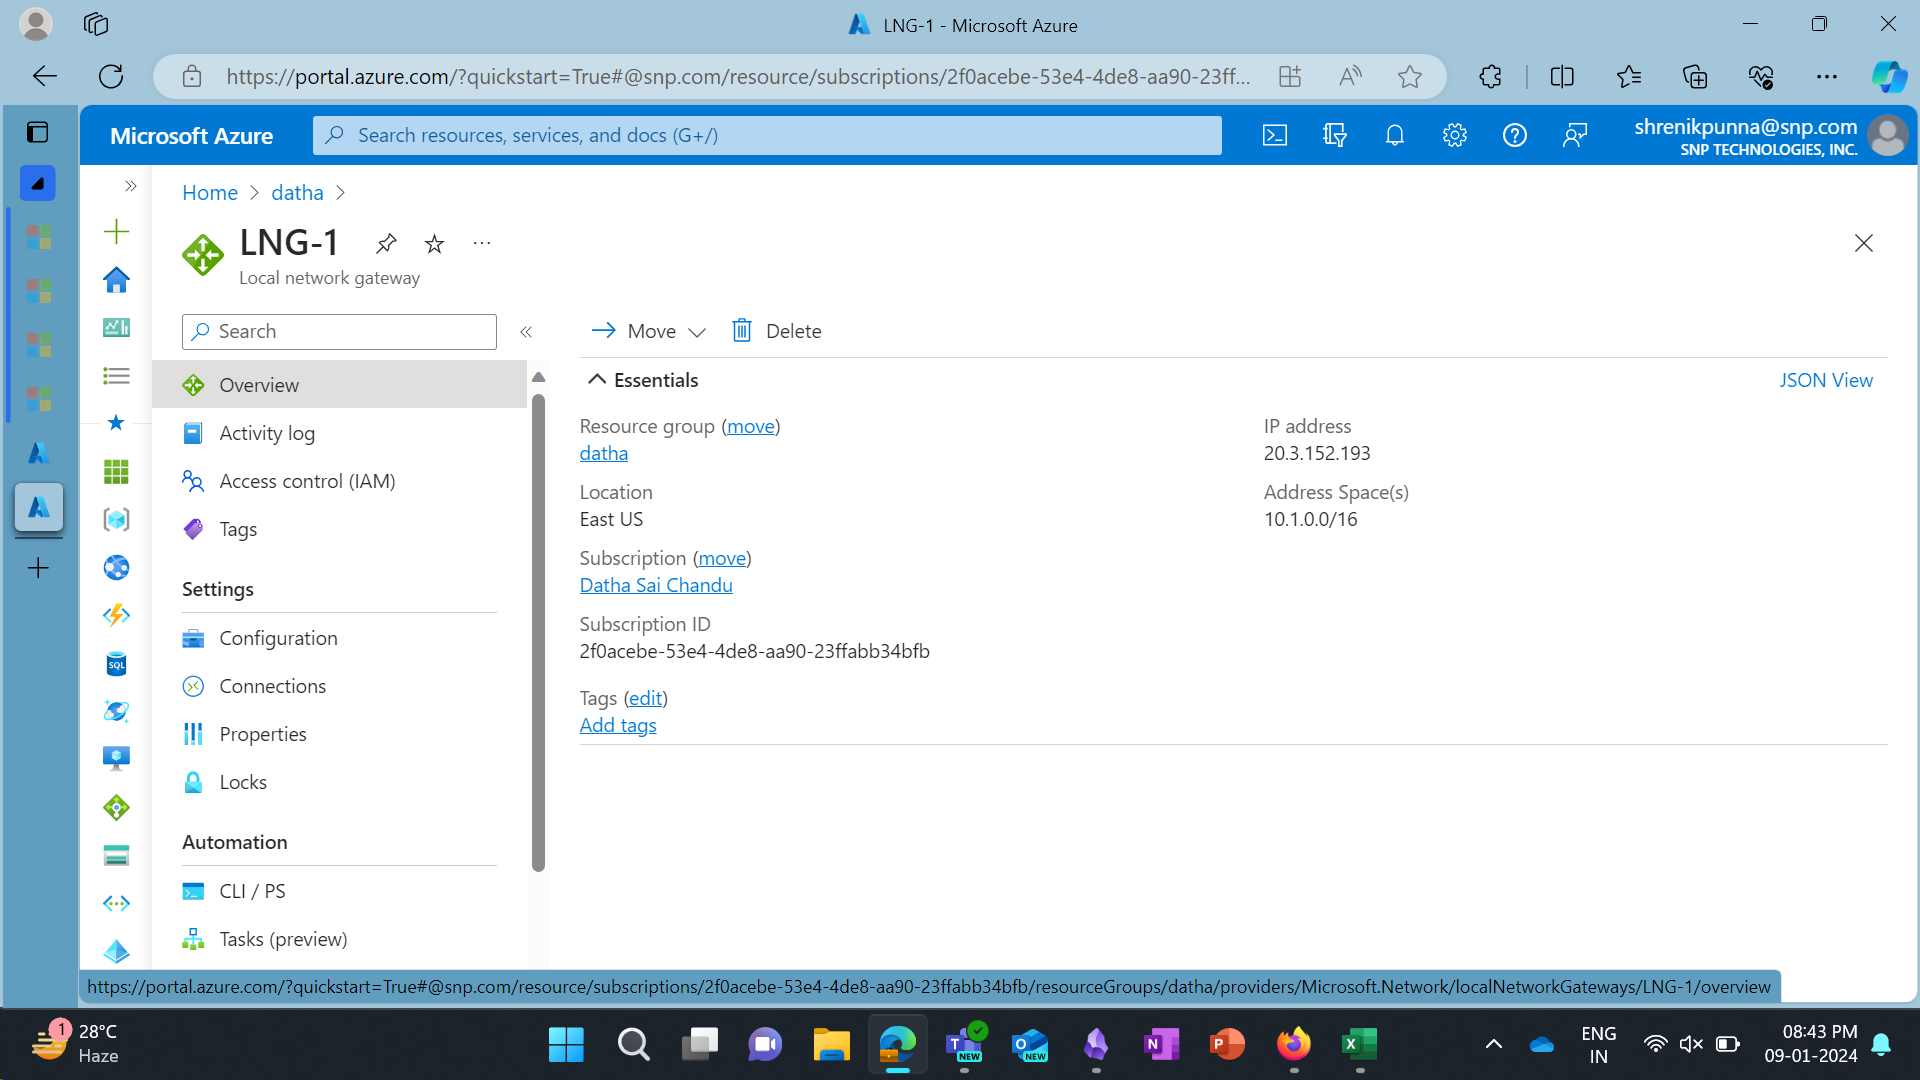 LNG-1 - Microsoft Azure
https://portal.azure.com/?quickstart=True#@snp.com/resource/subscriptions/2f0acebe-53e4-4de8-aa90-23ff...
Microsoft Azure
Search resources, services, and docs (G+/)
shrenikpunna@snp.com
SNP TECHNOLOGIES, INC.
Home > datha >
LNG-1
Local network gateway
Search
Move
Delete
Overview
Activity log
Access control (IAM)
Tags
Settings
Configuration
Connections
Properties
Locks
Automation
CLI / PS
Tasks (preview)
Essentials
JSON View
Resource group (move)
datha
Location
East US
Subscription (move)
Datha Sai Chandu
Subscription ID
2f0acebe-53e4-4de8-aa90-23ffabb34bfb
Tags (edit)
Add tags
IP address
20.3.152.193
Address Space(s)
10.1.0.0/16
SQL
https://portal.azure.com/?quickstart=True#@snp.com/resource/subscriptions/2f0acebe-53e4-4de8-aa90-23ffabb34bfb/resourceGroups/datha/providers/Microsoft.Network/localNetworkGateways/LNG-1/overview
1
28°C
Haze
NEW
NEW
ENG
IN
08:43 PM
09-01-2024